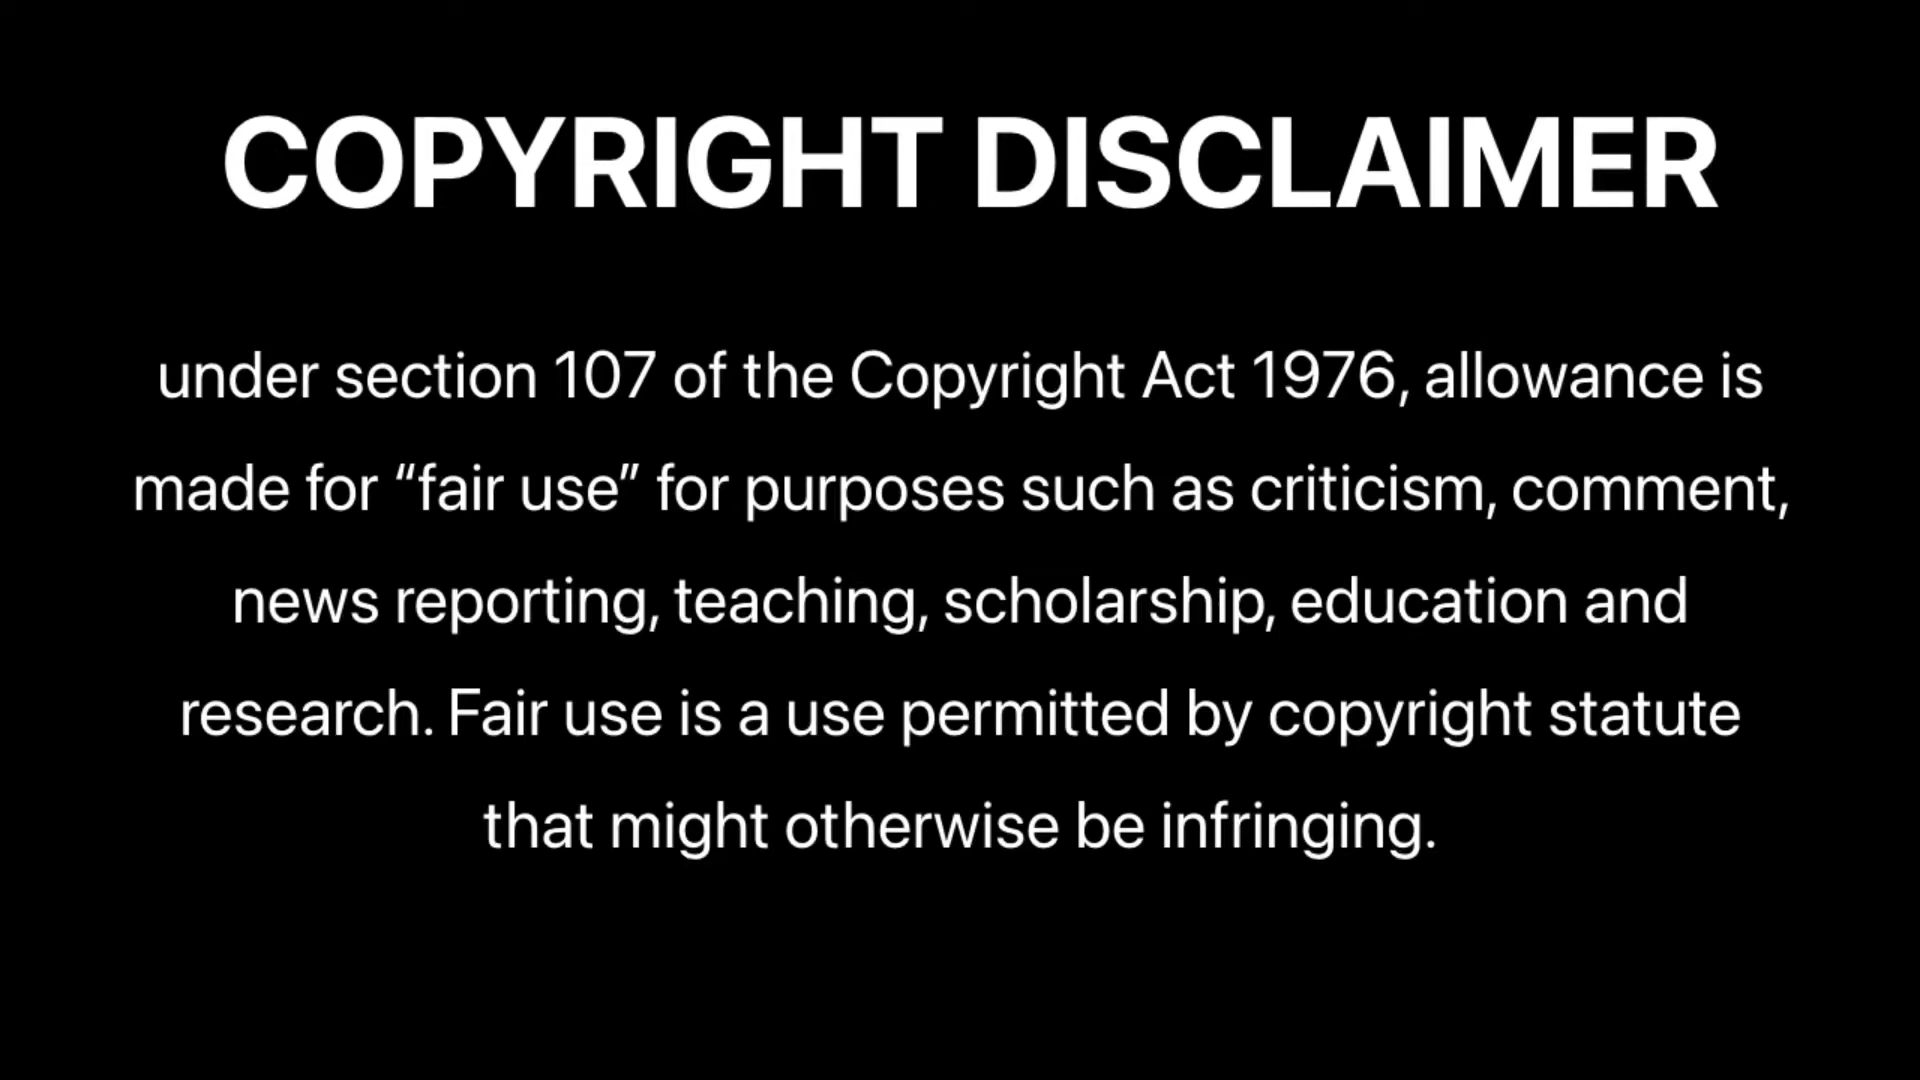 COPYRIGHT DISCLAIMER
under section 107 of the Copyright Act 1976, allowance is
made for “fair use” for purposes such as criticism, comment,
news reporting, teaching, scholarship, education and
research. Fair use is a use permitted by copyright statute
that might otherwise be infringing.